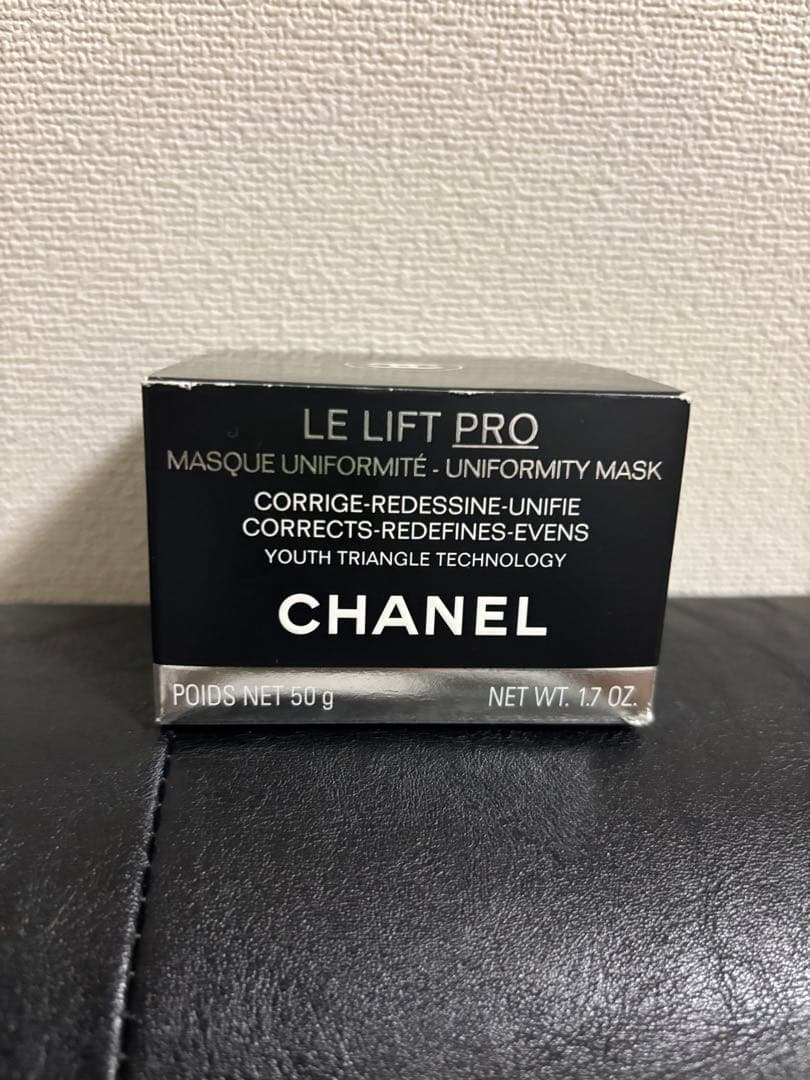 LE LIFT PRO
MASQUE UNIFORMITÉ - UNIFORMITY MASK
CORRIGE-REDESSINE-UNIFIE
CORRECTS-REDEFINES-EVENS
YOUTH TRIANGLE TECHNOLOGY
CHANEL
POIDS NET 50 g NET WT. 1.7 OZ.